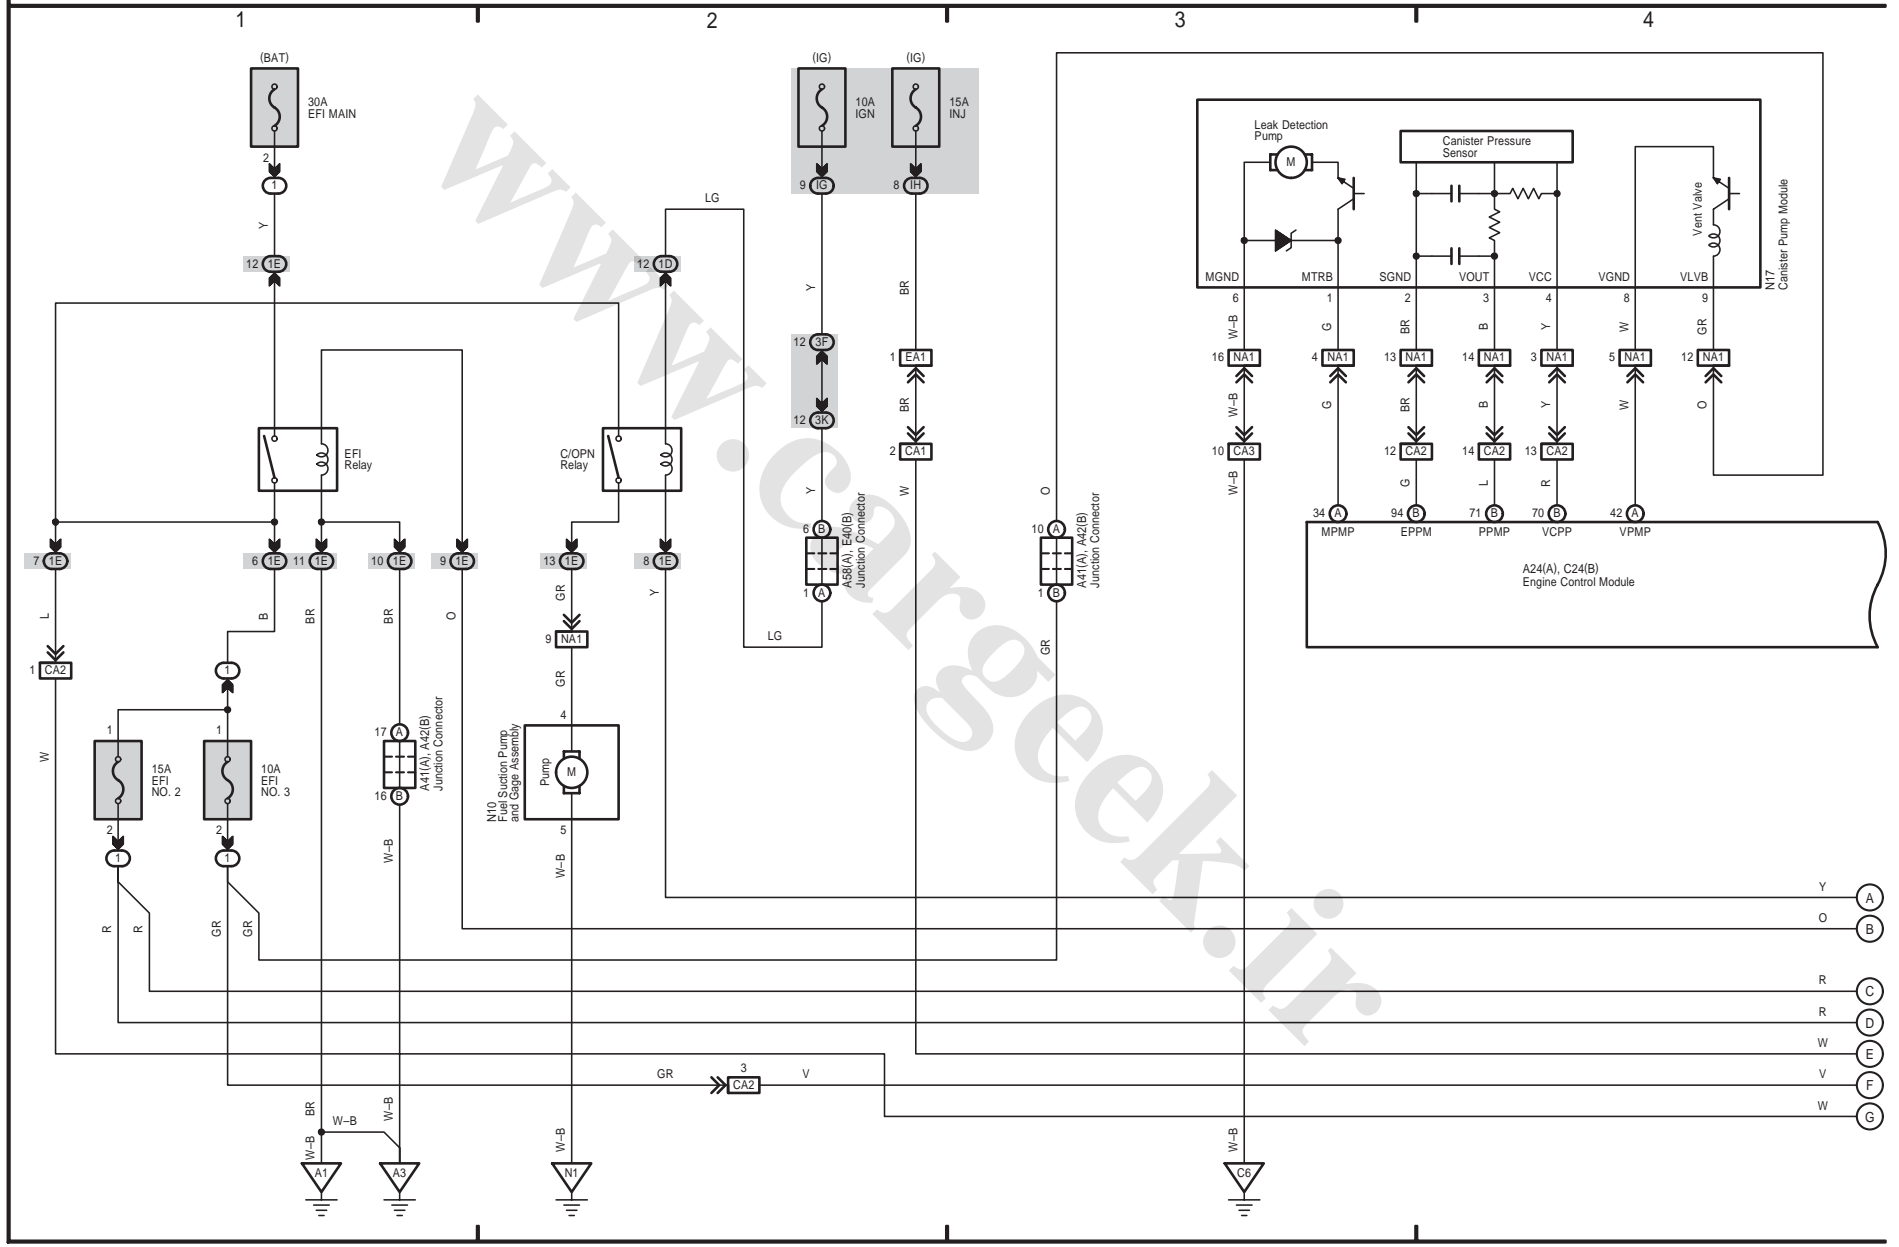 1 2 3 4
(BAT)
30A
EFI MAIN
2
1
Y
12 1E
(IG)
10A
IGN
9 IG
(IG)
15A
INJ
8 IH
LG
12 1D
Y
BR
12 3F
12 3K
1 EA1
BR
2 CA1
Y
W
EFI
Relay
C/OPN
Relay
6 B
A58(A), E40(B)
Junction Connector
1 A
LG
O
10 A
A41(A), A42(B)
Junction Connector
1 B
GR
Leak Detection
Pump
M
Canister Pressure
Sensor
Vent Valve
N17
Canister Pump Module
MGND MTRB SGND VOUT VCC VGND VLVB
6 1 2 3 4 8 9
W–B G BR B Y W GR
16 NA1 4 NA1 13 NA1 14 NA1 3 NA1 5 NA1 12 NA1
W–B G BR B Y W O
10 CA3 12 CA2 14 CA2 13 CA2
W–B G L R
34 A 94 B 71 B 70 B 42 A
MPMP EPPM PPMP VCPP VPMP
A24(A), C24(B)
Engine Control Module
7 1E 6 1E 11 1E 10 1E 9 1E 13 1E 8 1E
L B BR BR O GR Y
1 CA2
1
9 NA1
GR
W
1
15A
EFI
NO. 2
2
1
1
10A
EFI
NO. 3
2
1
17 A
A41(A), A42(B)
Junction Connector
16 B
W–B
4
N10
Fuel Suction Pump
and Gage Assembly
Pump
M
5
W–B
R R GR GR
Y A
O B
R C
R D
W E
GR 3 CA2 V V F
W G
BR
W–B
W–B
W–B
W–B
W–B
A1 A3 N1 C6
www.cargeek.ir